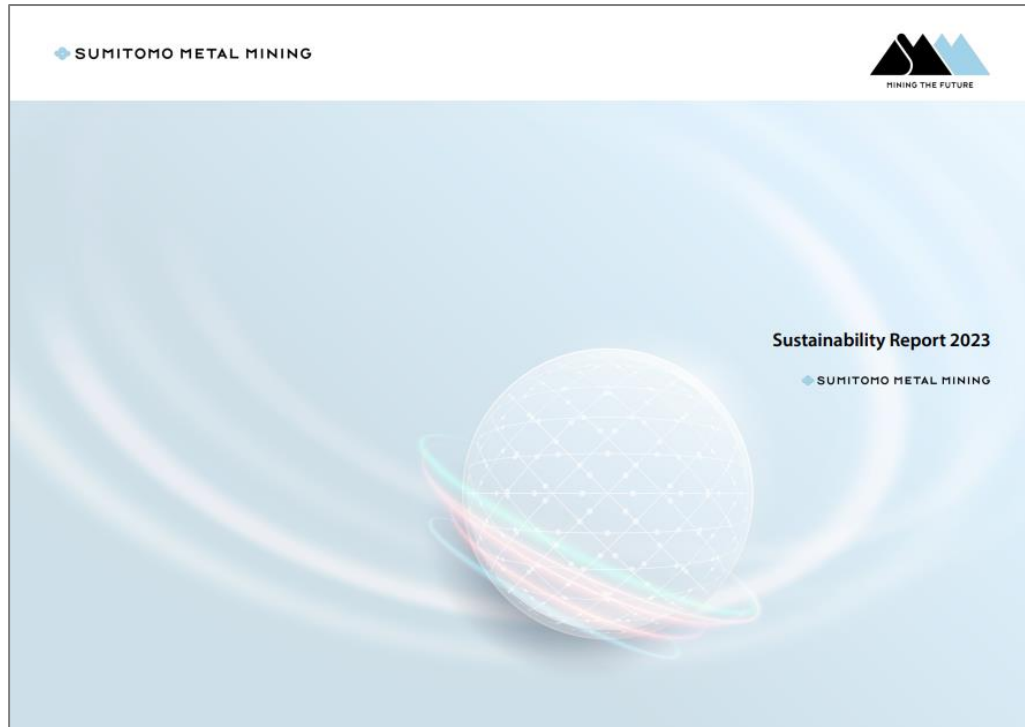 SUMITOMO METAL MINING
MINING THE FUTURE
Sustainability Report 2023
SUMITOMO METAL MINING